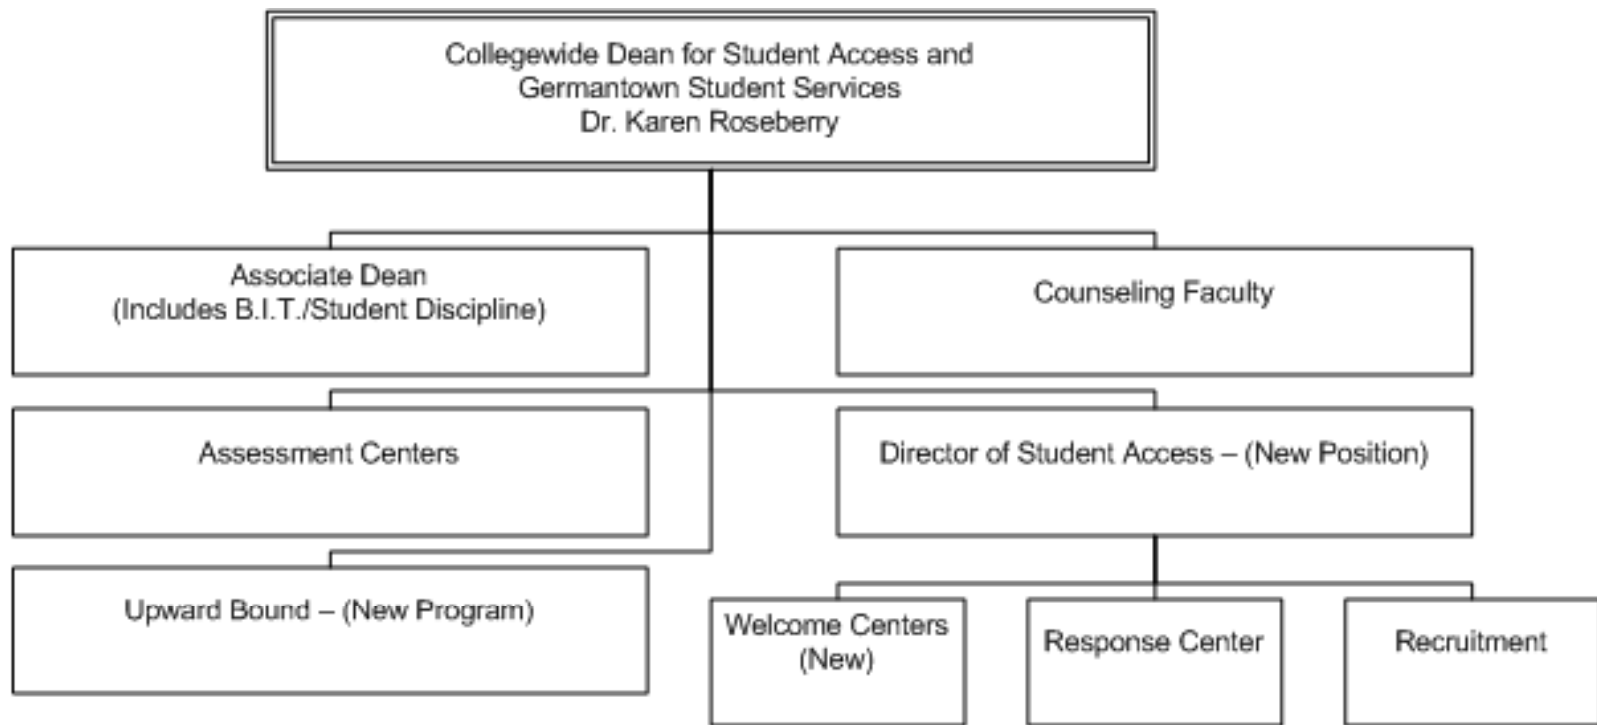 Collegewide Dean for Student Access and
Germantown Student Services
Dr. Karen Roseberry
Associate Dean
(Includes B.I.T./Student Discipline)
Counseling Faculty
Assessment Centers
Director of Student Access – (New Position)
Upward Bound – (New Program)
Welcome Centers
(New)
Response Center
Recruitment